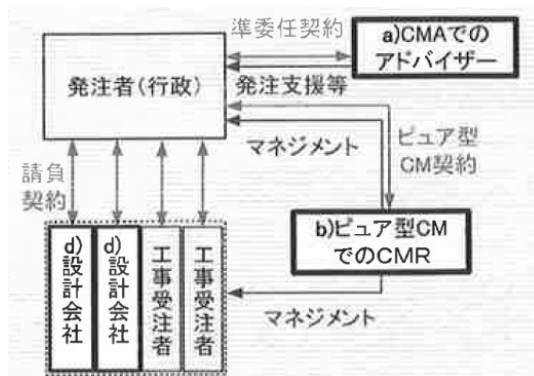 準委任契約
a)CMAでの
アドバイザー
発注者(行政)
発注支援等
ピュア型
CM契約
マネジメント
請負
契約
b)ピュア型CM
でのCMR
d)設計会社
d)設計会社
工事受注者
工事受注者
マネジメント